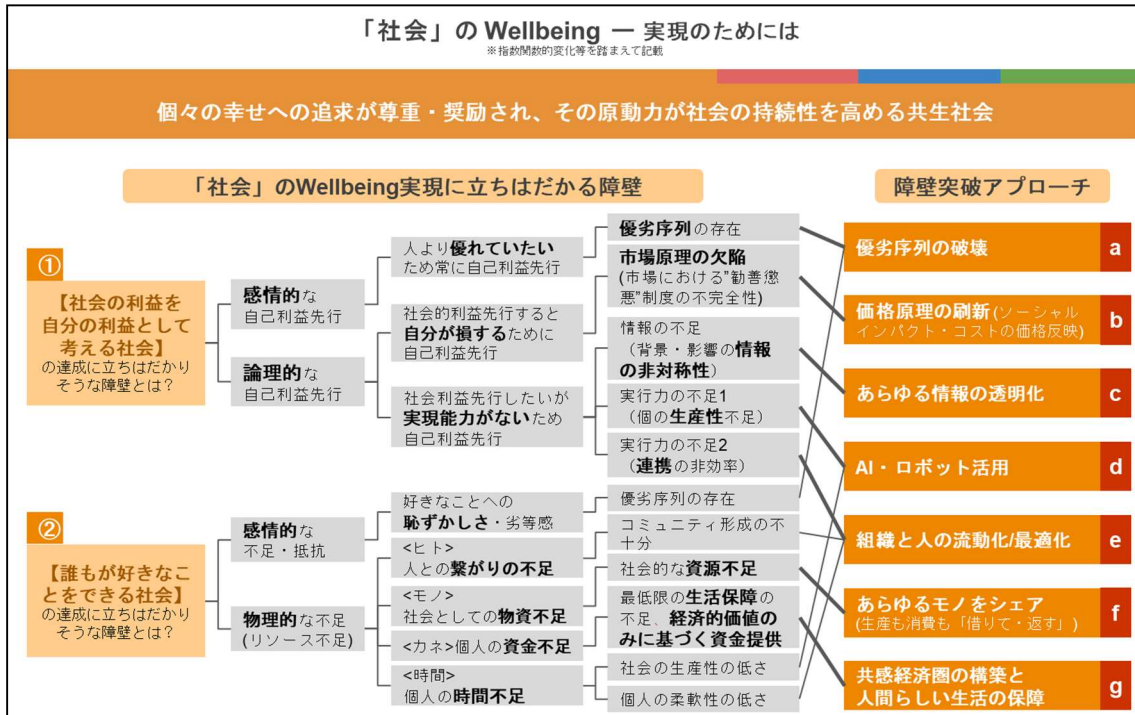 「社会」の Wellbeing ー 実現のためには
※指数関数的変化等を踏まえて記載
個々の幸せへの追求が尊重・奨励され、その原動力が社会の持続性を高める共生社会
「社会」のWellbeing実現に立ちはだかる障壁
障壁突破アプローチ
①
【社会の利益を
自分の利益として
考える社会】
の達成に立ちはだかり
そうな障壁とは？
感情的な
自己利益先行
論理的な
自己利益先行
人より優れていたい
ため常に自己利益先行
社会的利益先行すると
自分が損するために
自己利益先行
社会利益先行したいが
実現能力がないため
自己利益先行
優劣序列の存在
市場原理の欠陥
(市場における”勧善懲
悪”制度の不完全性)
情報の不足
（背景・影響の情報
の非対称性）
実行力の不足1
（個の生産性不足）
実行力の不足2
（連携の非効率）
②
【誰もが好きなこ
とをできる社会】
の達成に立ちはだかり
そうな障壁とは？
感情的な
不足・抵抗
物理的な不足
(リソース不足)
好きなことへの
恥ずかしさ・劣等感
<ヒト>
人との繋がりの不足
<モノ>
社会としての物資不足
<カネ>個人の資金不足
<時間>
個人の時間不足
優劣序列の存在
コミュニティ形成の不
十分
社会的な資源不足
最低限の生活保障の
不足、経済的価値の
みに基づく資金提供
社会の生産性の低さ
個人の柔軟性の低さ
優劣序列の破壊 a
価格原理の刷新(ソーシャル
インパクト・コストの価格反映) b
あらゆる情報の透明化 c
AI・ロボット活用 d
組織と人の流動化/最適化 e
あらゆるモノをシェア
(生産も消費も「借りて・返す」) f
共感経済圏の構築と
人間らしい生活の保障 g